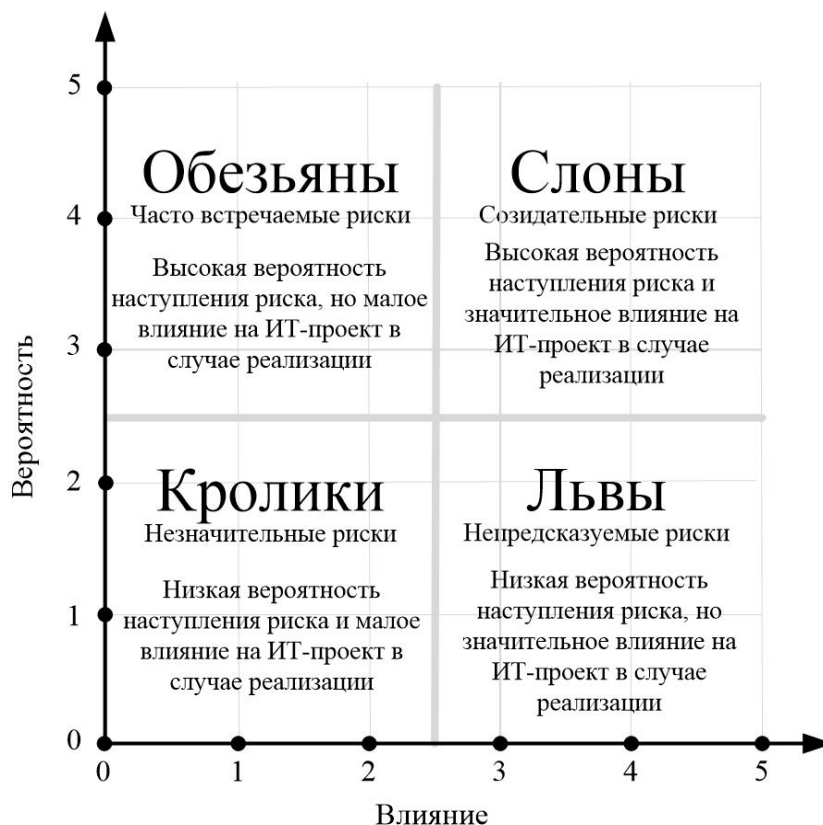 5
Обезьяны
Часто встречаемые риски
Высокая вероятность
наступления риска, но малое
влияние на ИТ-проект в
случае реализации
Слоны
Созидательные риски
Высокая вероятность
наступления риска и
значительное влияние на
ИТ-проект в случае
реализации
4
3
Вероятность
2
Кролики
Незначительные риски
Низкая вероятность
наступления риска и малое
влияние на ИТ-проект в
случае реализации
Львы
Непредсказуемые риски
Низкая вероятность
наступления риска, но
значительное влияние на
ИТ-проект в случае
реализации
1
0
0 1 2 3 4 5
Влияние